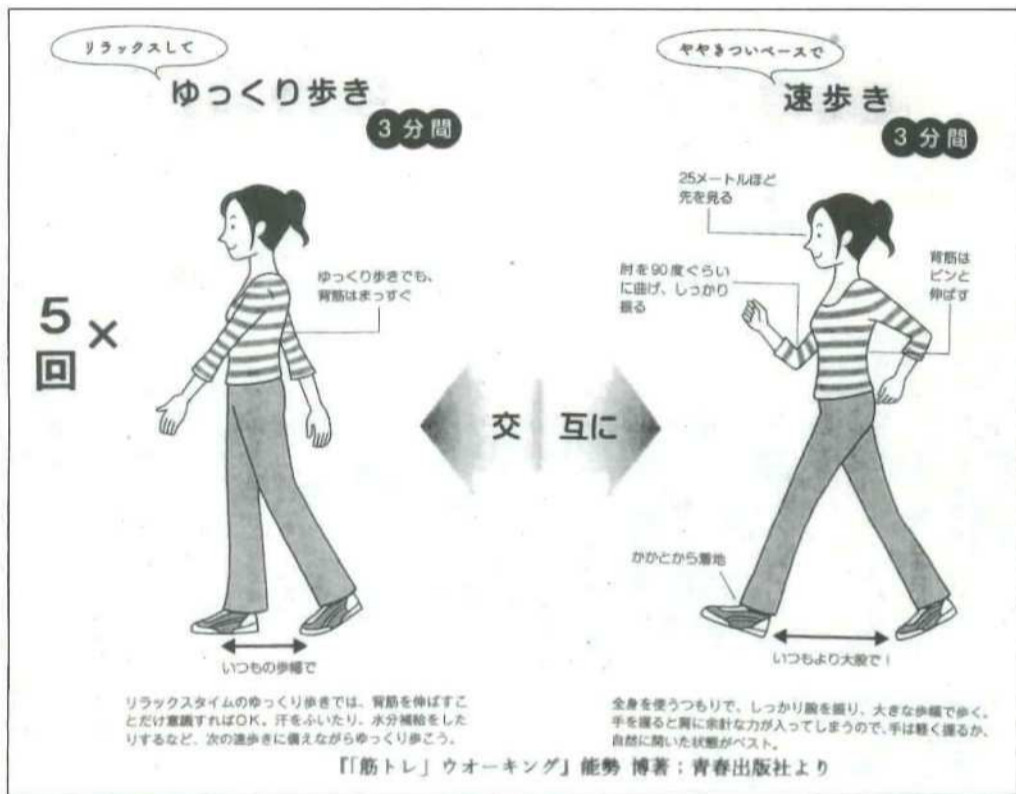 リラックスして
ゆっくり歩き
3分間
ゆっくり歩きでも、
背筋はまっすぐ
5
回
×
いつもの歩幅で
リラックスタイムのゆっくり歩きでは、背筋を伸ばすこ
とだけ意識すればOK。汗をふいたり、水分補給をした
りするなど、次の速歩きに備えながらゆっくり歩こう。
交互に
ややきついペースで
速歩き
3分間
25メートルほど
先を見る
肘を90度ぐらい
に曲げ、しっかり
振る
背筋は
ピンと
伸ばす
かかとから着地
いつもより大股で！
全身を使うつもりで、しっかり腕を振り、大きな歩幅で歩く。
手を握ると肩に余計な力が入ってしまうので、手は軽く握るか、
自然に開いた状態がベスト。
『「筋トレ」ウオーキング』能勢 博著；青春出版社より